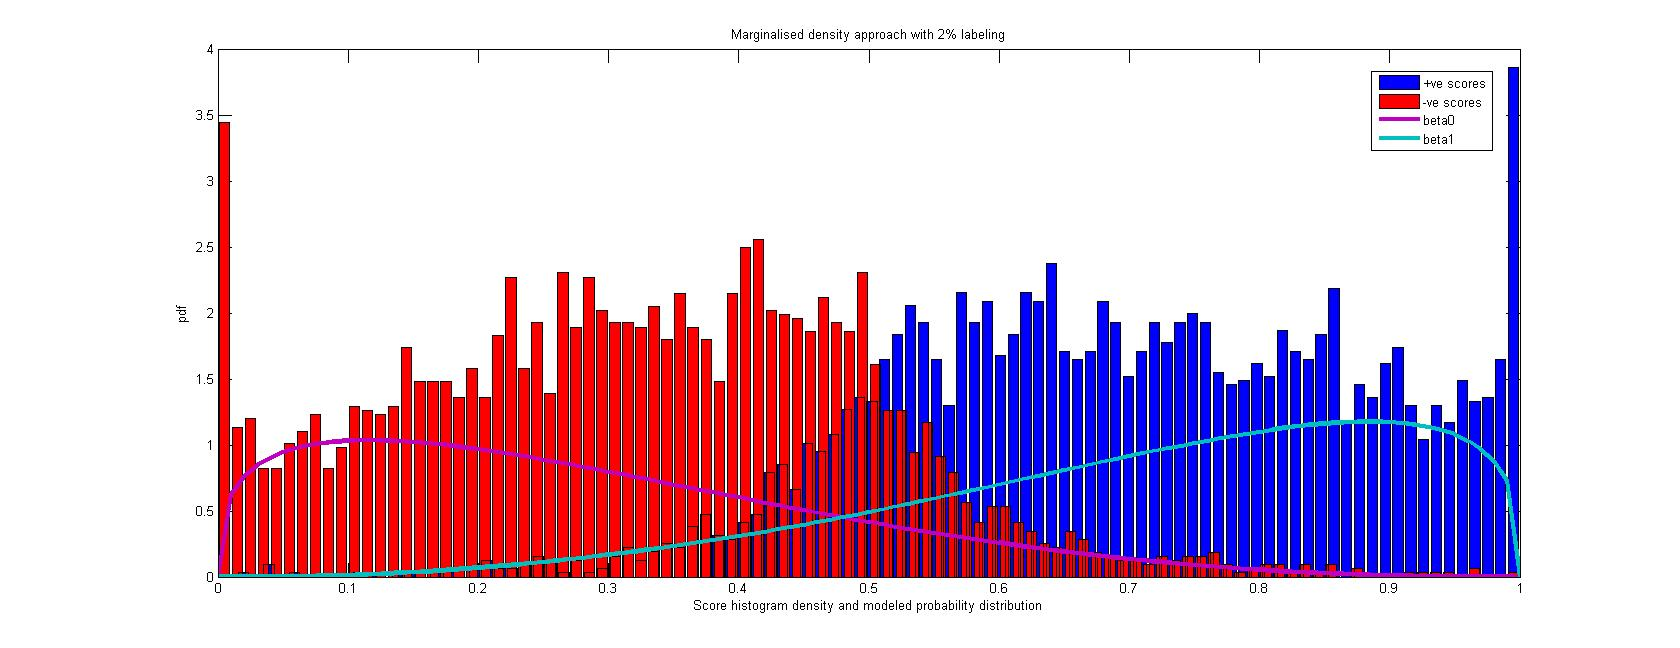 Marginalised density approach with 2% labeling
4
3.5
3
2.5
2
1.5
1
0.5
0
pdf
+ve scores
-ve scores
beta0
beta1
0 0.1 0.2 0.3 0.4 0.5 0.6 0.7 0.8 0.9 1
Score histogram density and modeled probability distribution